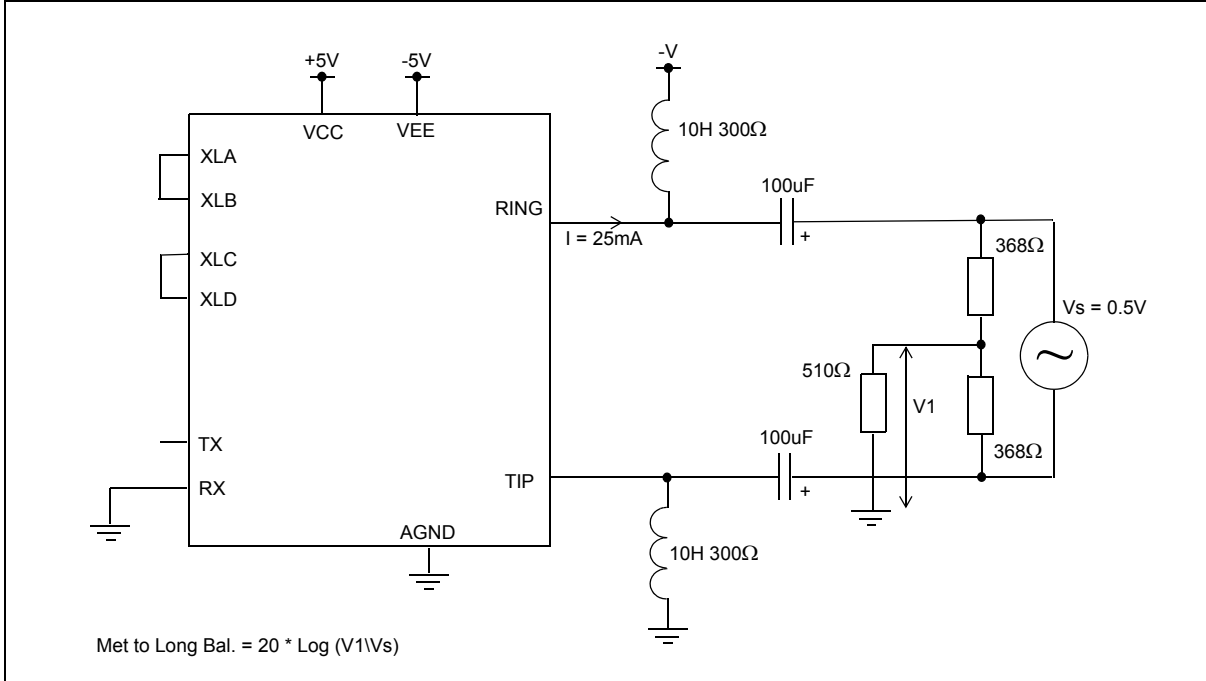 +5V
-5V
-V
VCC
VEE
10H 300Ω
XLA
XLB
RING
100uF
I = 25mA
+
368Ω
XLC
XLD
Vs = 0.5V
~
510Ω
V1
100uF
TX
368Ω
RX
TIP
+
AGND
10H 300Ω
Met to Long Bal. = 20 * Log (V1\Vs)